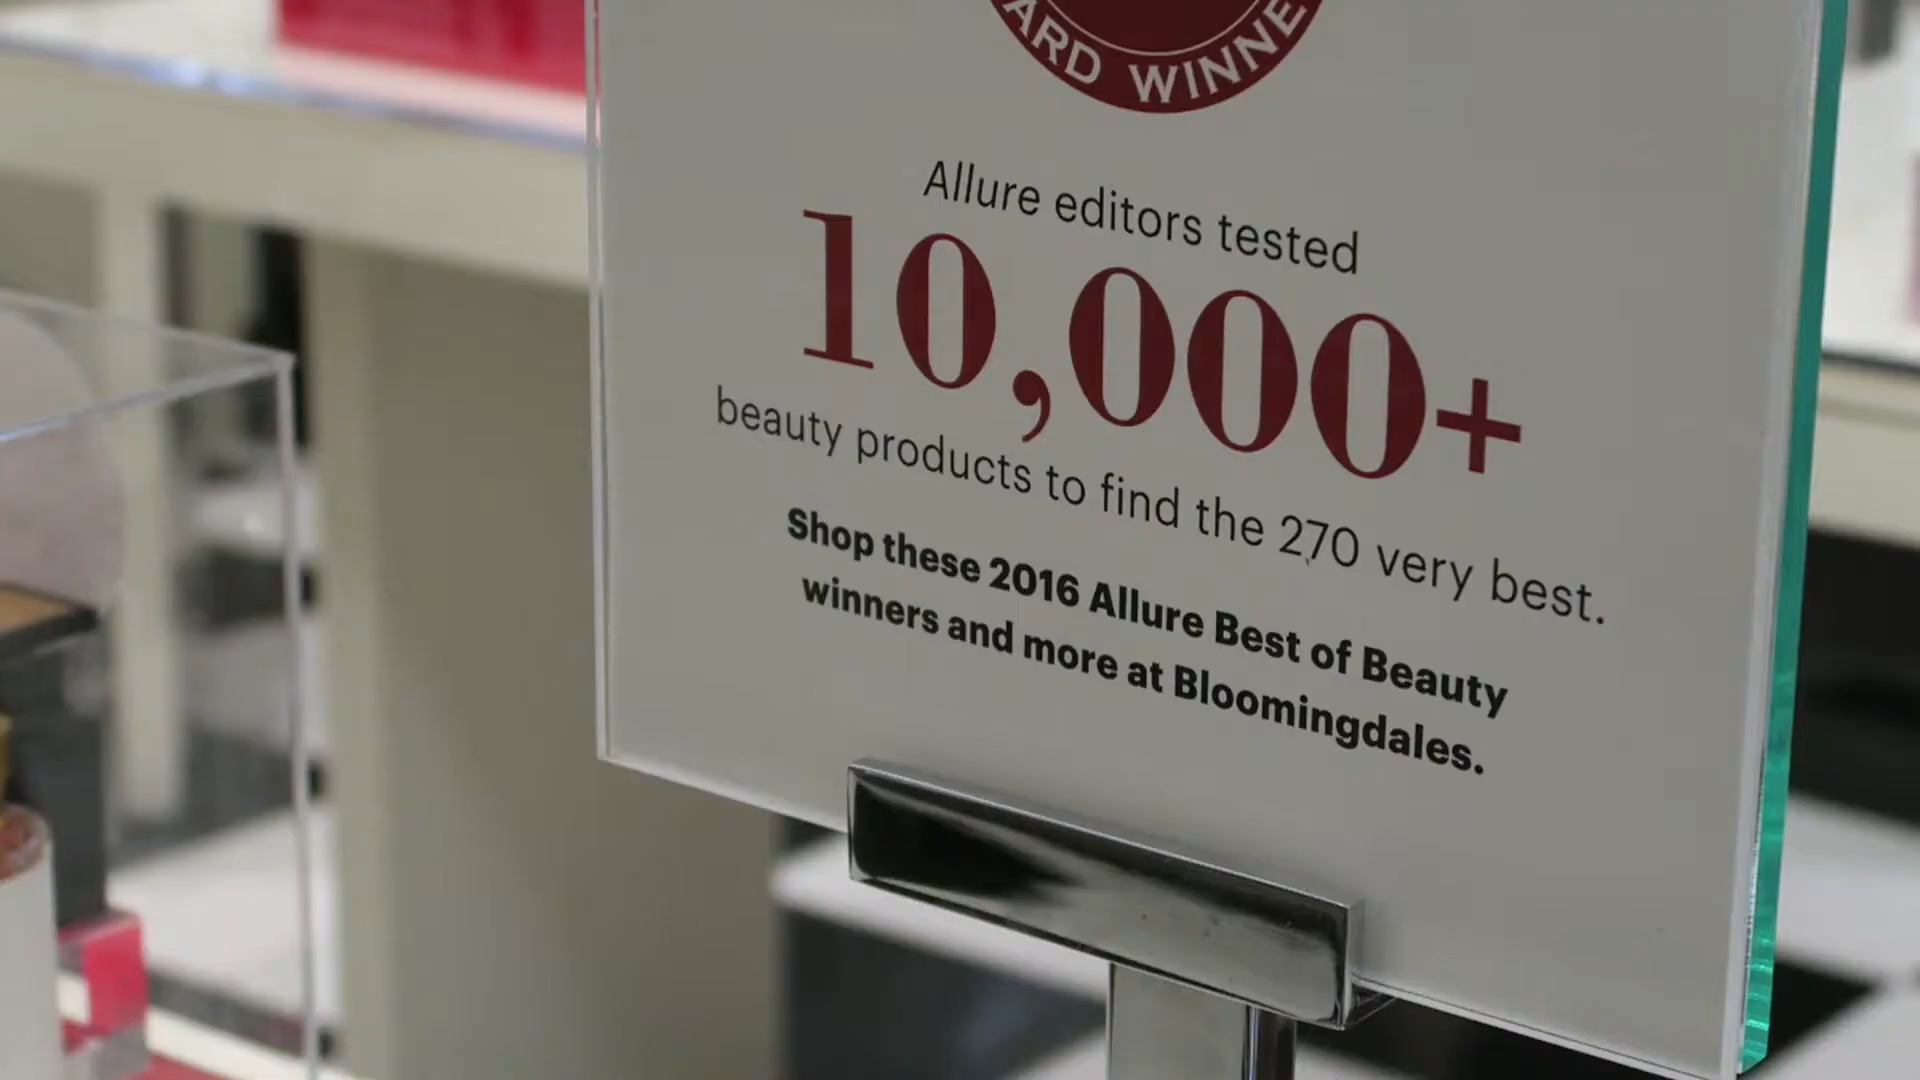 ARD WINNE
Allure editors tested
10,000+
beauty products to find the 270 very best.
Shop these 2016 Allure Best of Beauty
winners and more at Bloomingdales.